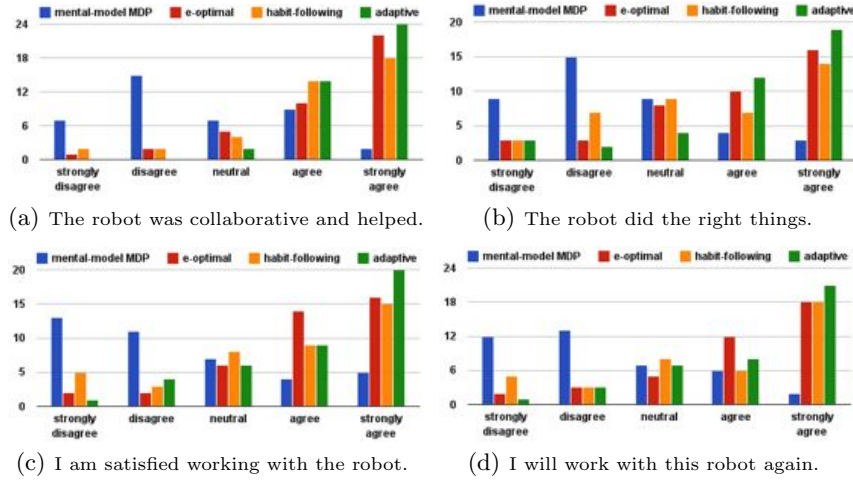 mental-model MDP e-optimal habit-following adaptive
24
18
12
6
0
strongly disagree disagree neutral agree strongly agree
(a) The robot was collaborative and helped.
mental-model MDP e-optimal habit-following adaptive
20
15
10
5
0
strongly disagree disagree neutral agree strongly agree
(b) The robot did the right things.
mental-model MDP e-optimal habit-following adaptive
20
15
10
5
0
strongly disagree disagree neutral agree strongly agree
(c) I am satisfied working with the robot.
mental-model MDP e-optimal habit-following adaptive
24
18
12
6
0
strongly disagree disagree neutral agree strongly agree
(d) I will work with this robot again.